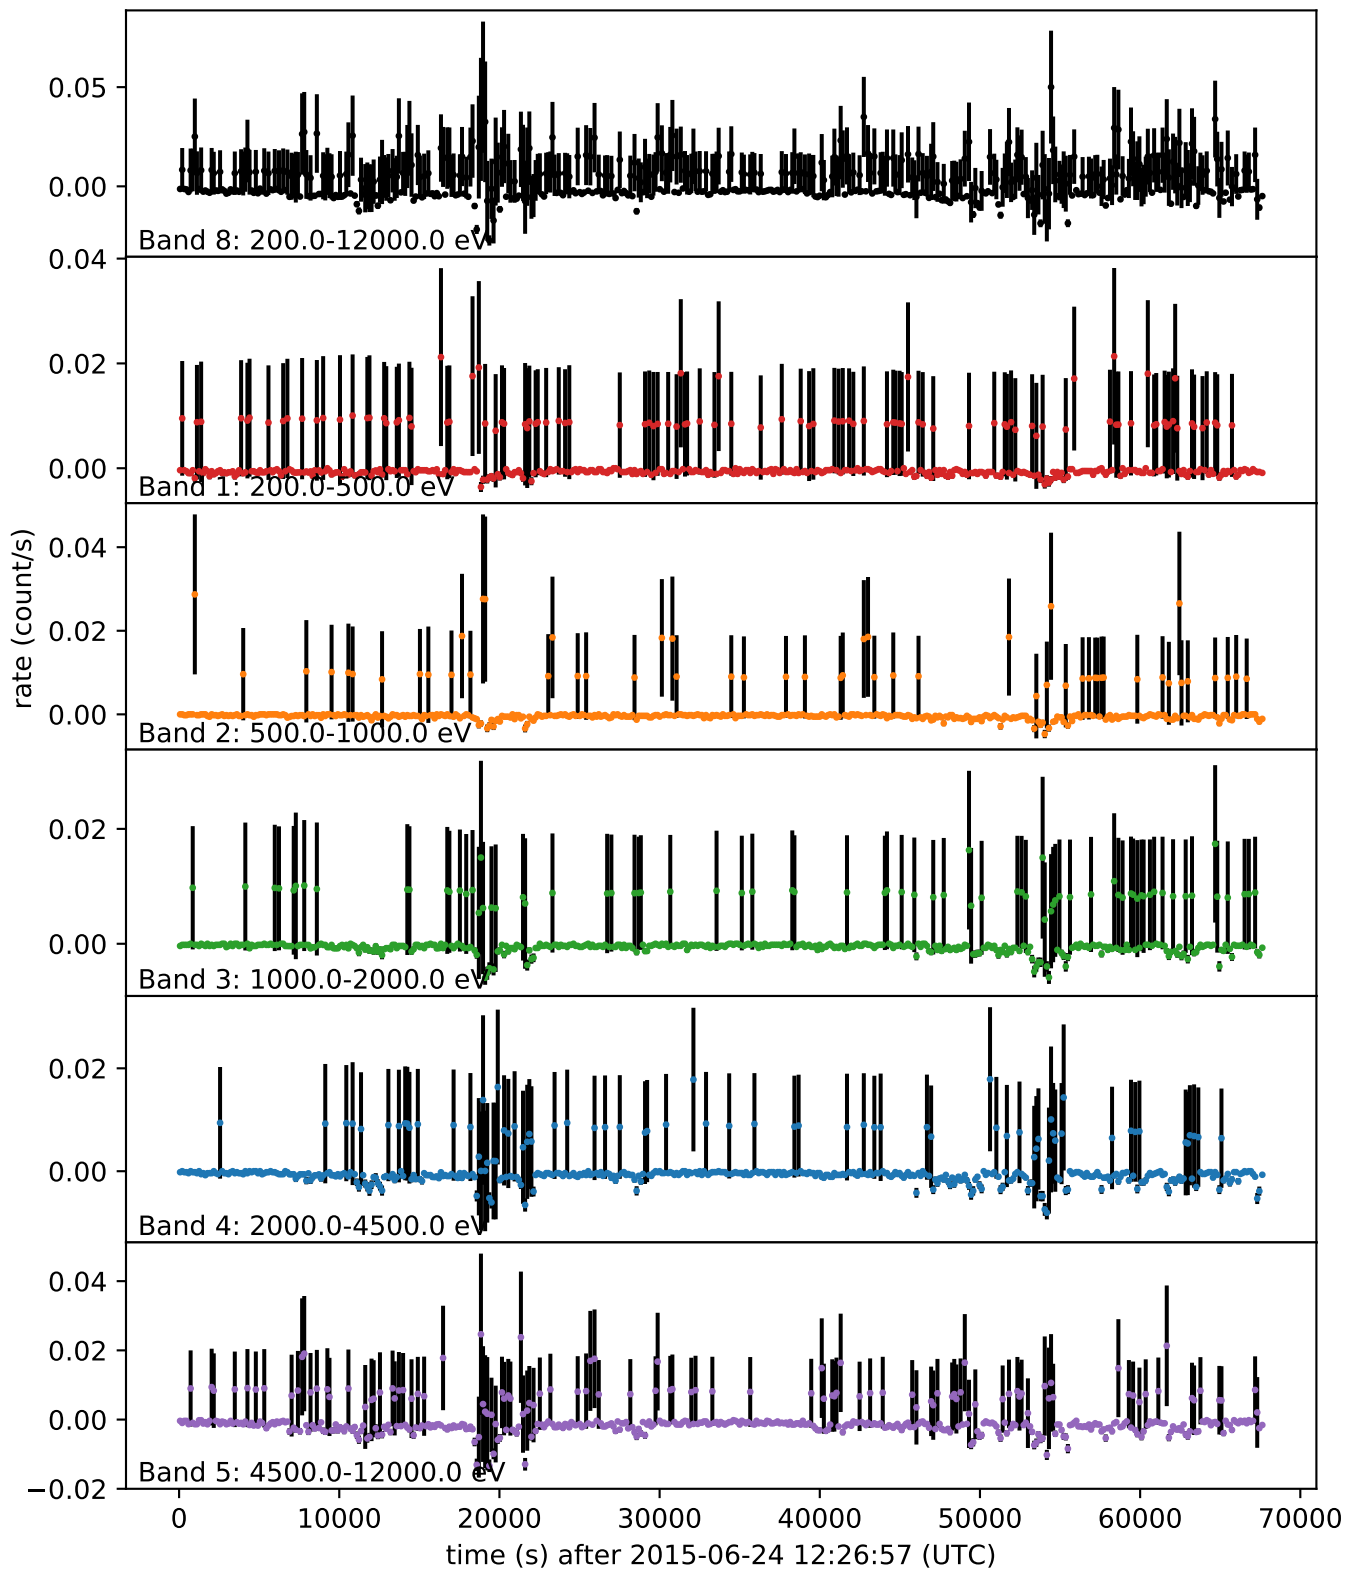 0.05
0.00
Band 8: 200.0-12000.0 eV
0.04
0.02
0.00
Band 1: 200.0-500.0 eV
0.04
0.02
0.00
Band 2: 500.0-1000.0 eV
rate (count/s)
0.02
0.00
Band 3: 1000.0-2000.0 eV
0.02
0.00
Band 4: 2000.0-4500.0 eV
0.04
0.02
0.00
Band 5: 4500.0-12000.0 eV
−0.02
0 10000 20000 30000 40000 50000 60000 70000
time (s) after 2015-06-24 12:26:57 (UTC)